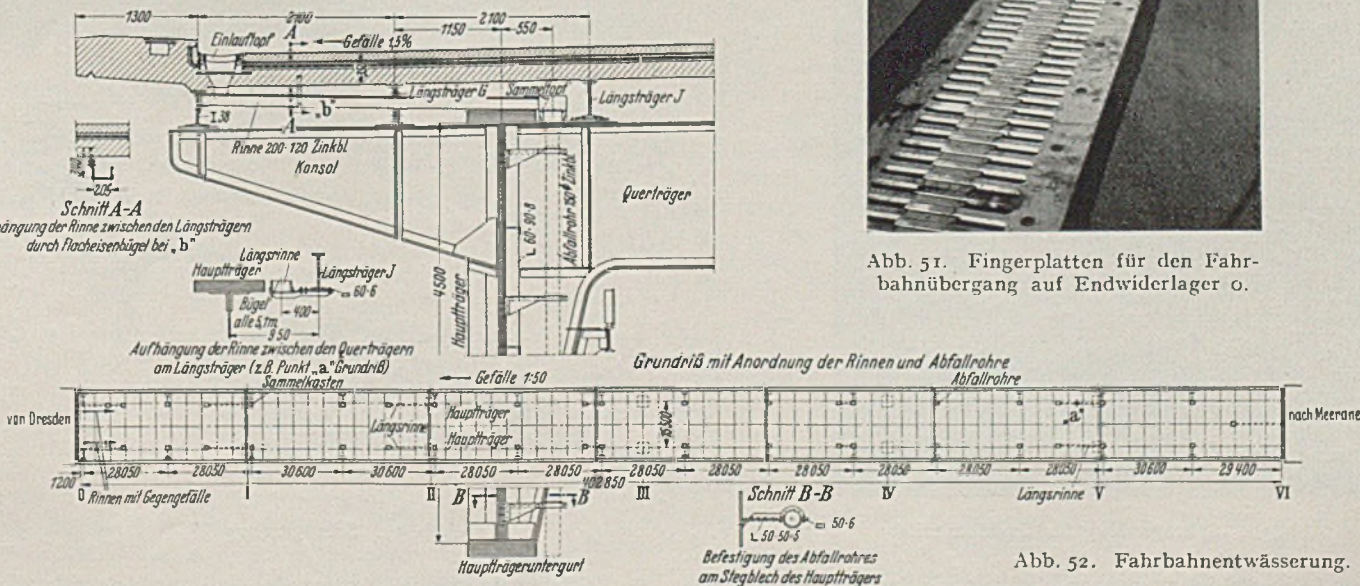 1300
2100
2100
1150
550
Einlauftopf
A
Gefälle 1,5%
Längsträger G
Sammeltopf
Längsträger J
I 38
A
"b"
Rinne 200·120 Zinkbl
Konsol
205
Schnitt A-A
hängung der Rinne zwischen den Längsträgern
durch Flacheisenbügel bei "b"
4500
Hauptträger
∟ 60·90·8
Abfallrohr 150⌀ Zinkbl
Querträger
Längsrinne
Hauptträger
Längsträger J
60·6
Bügel
alle 5,1m
400
950
Aufhängung der Rinne zwischen den Querträgern
am Längsträger (z.B. Punkt "a" Grundriß)
Abb. 51. Fingerplatten für den Fahr-
bahnübergang auf Endwiderlager o.
Grundriß mit Anordnung der Rinnen und Abfallrohre
Sammelkasten
Gefälle 1:50
Abfallrohre
von Dresden
Hauptträger
Längsrinne
Hauptträger
15500
"a"
nach Meerane
28050
28050
30600
30600
28050
28050
28050
28050
28050
28050
28050
28050
30600
29400
1200
402850
0
I
II
III
IV
V
VI
Rinnen mit Gegengefälle
Längsrinne
B
B
Schnitt B-B
50·6
∟ 50·50·5
Hauptträgeruntergurt
Befestigung des Abfallrohres
am Stegblech des Hauptträgers
Abb. 52. Fahrbahnentwässerung.